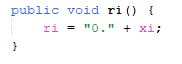 public void ri() {
    ri = "0." + xi;
}